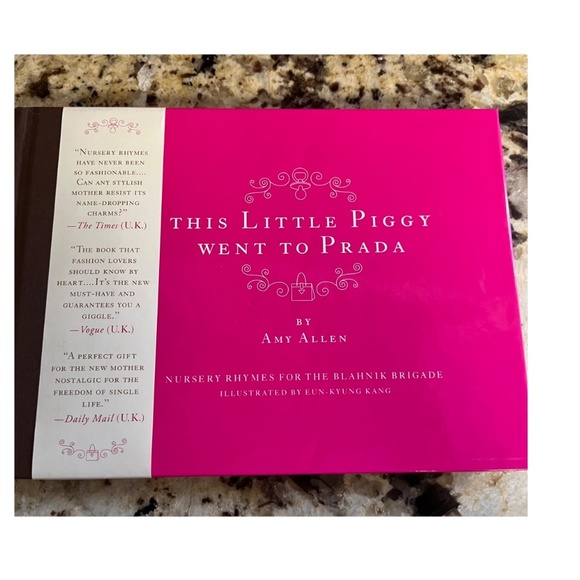 "Nursery rhymes
have never been
so fashionable....
Can any stylish
mother resist its
name-dropping
charms?"
—The Times (U.K.)
"The book that
fashion lovers
should know by
heart....It's the new
must-have and
guarantees you a
giggle."
—Vogue (U.K.)
"A perfect gift
for the new mother
nostalgic for the
freedom of single
life."
—Daily Mail (U.K.)
This Little Piggy
went to Prada
by
Amy Allen
Nursery Rhymes for the Blahnik Brigade
Illustrated by Eun-Kyung Kang